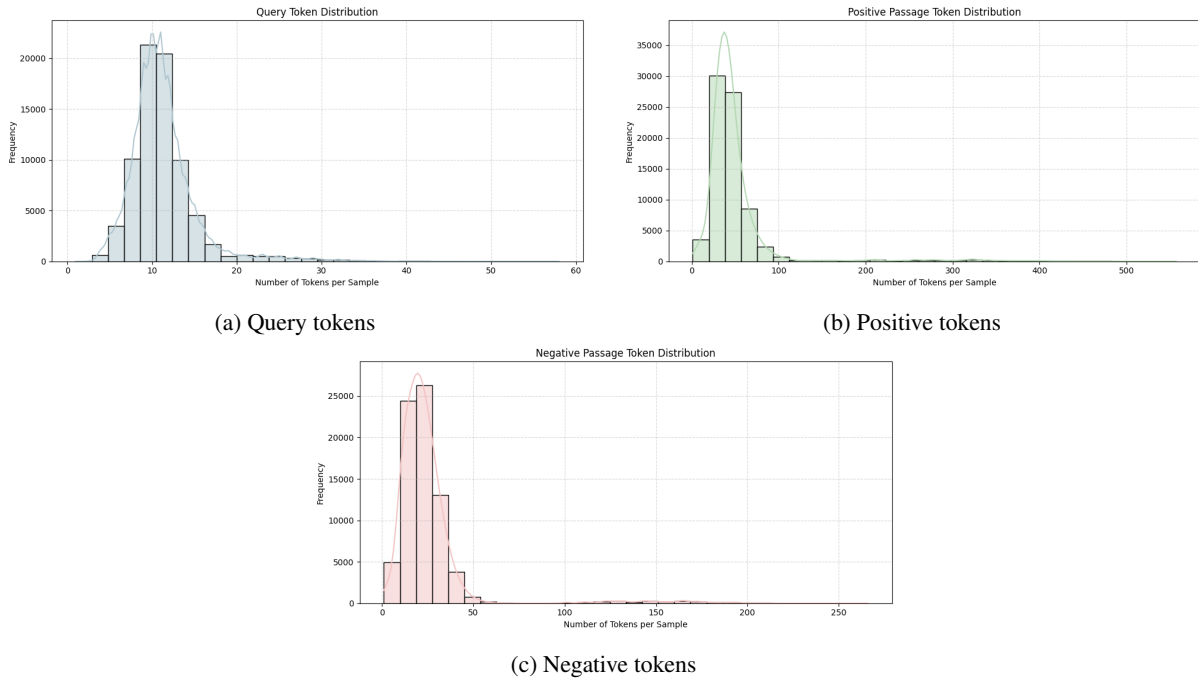 Query Token Distribution
Frequency
20000
15000
10000
5000
0
0 10 20 30 40 50 60
Number of Tokens per Sample
(a) Query tokens
Positive Passage Token Distribution
Frequency
35000
30000
25000
20000
15000
10000
5000
0
0 100 200 300 400 500
Number of Tokens per Sample
(b) Positive tokens
Negative Passage Token Distribution
Frequency
25000
20000
15000
10000
5000
0
0 50 100 150 200 250
Number of Tokens per Sample
(c) Negative tokens